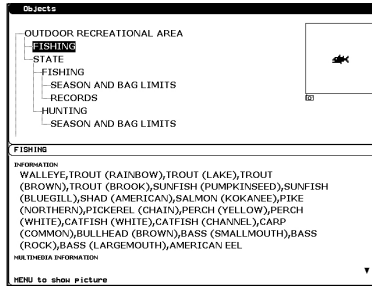 Objects
OUTDOOR RECREATIONAL AREA
FISHING
STATE
FISHING
SEASON AND BAG LIMITS
RECORDS
HUNTING
SEASON AND BAG LIMITS
FISHING
INFORMATION
WALLEYE,TROUT (RAINBOW),TROUT (LAKE),TROUT
(BROWN),TROUT (BROOK),SUNFISH (PUMPKINSEED),SUNFISH
(BLUEGILL),SHAD (AMERICAN),SALMON (KOKANEE),PIKE
(NORTHERN),PICKEREL (CHAIN),PERCH (YELLOW),PERCH
(WHITE),CATFISH (WHITE),CATFISH (CHANNEL),CARP
(COMMON),BULLHEAD (BROWN),BASS (SMALLMOUTH),BASS
(ROCK),BASS (LARGEMOUTH),AMERICAN EEL
MULTIMEDIA INFORMATION
MENU to show picture